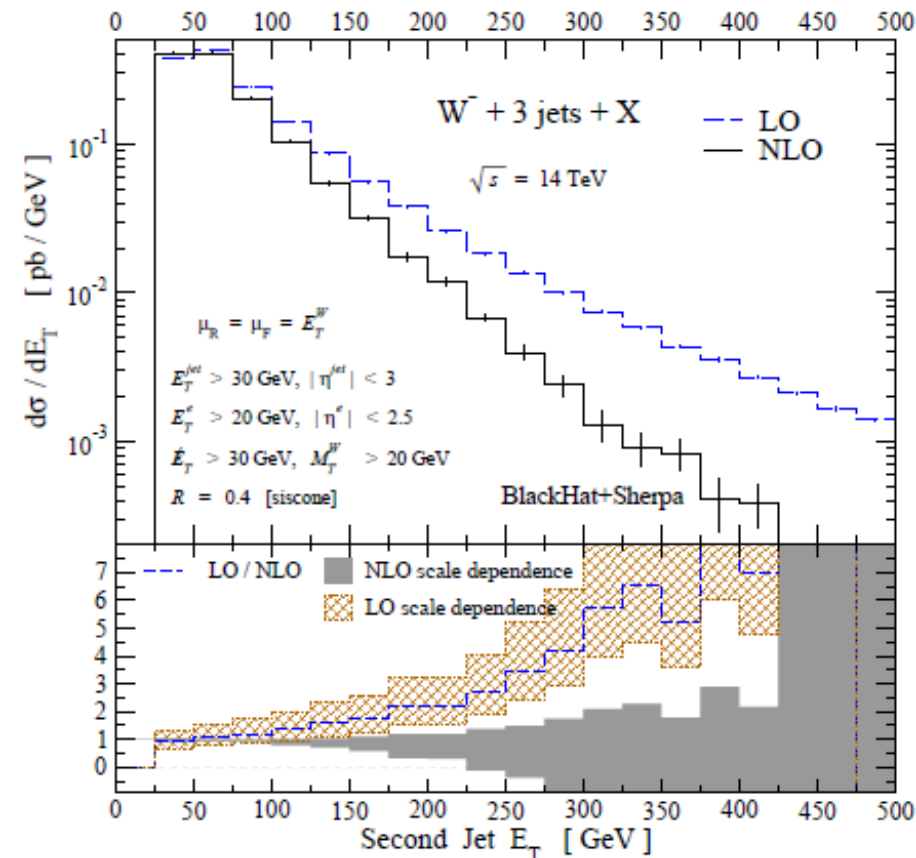 0 50 100 150 200 250 300 350 400 450 500
W⁻ + 3 jets + X
LO
NLO
√s = 14 TeV
10⁻¹
10⁻²
10⁻³
dσ / dE_T [ pb / GeV ]
μ_R = μ_F = E_T^W
E_T^jet > 30 GeV, | η^jet | < 3
E_T^e > 20 GeV, | η^e | < 2.5
E̸_T > 30 GeV, M_T^W > 20 GeV
R = 0.4 [siscone]
BlackHat+Sherpa
LO / NLO
NLO scale dependence
LO scale dependence
7
6
5
4
3
2
1
0
0 50 100 150 200 250 300 350 400 450 500
Second Jet E_T [ GeV ]